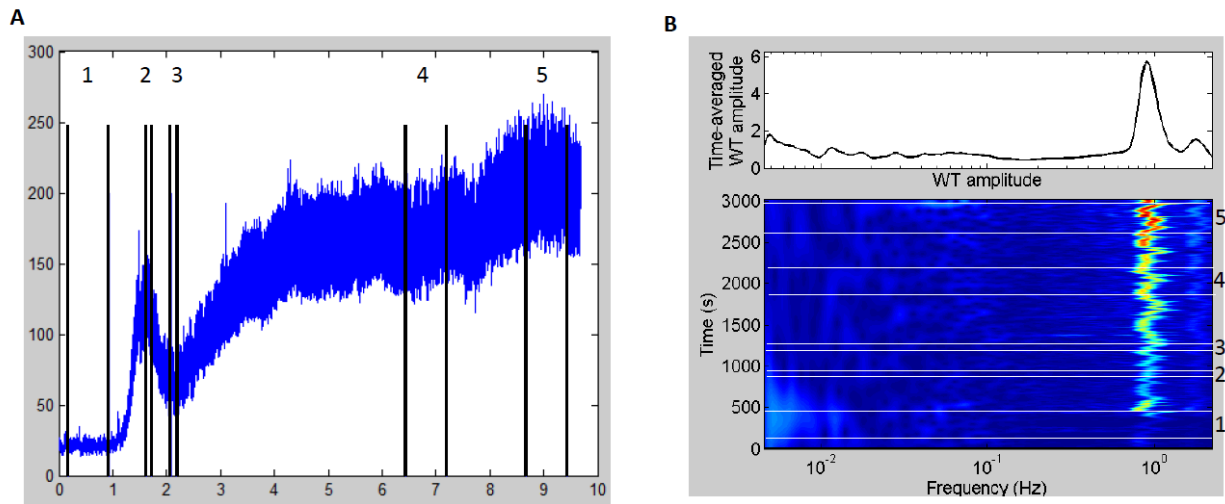 A
300
250
200
150
100
50
0
1 2 3 4 5
0 1 2 3 4 5 6 7 8 9 10
B
Time-averaged
WT amplitude
6
4
2
0
WT amplitude
Time (s)
3000
2500
2000
1500
1000
500
0
5
4
3
2
1
10⁻² 10⁻¹ 10⁰
Frequency (Hz)